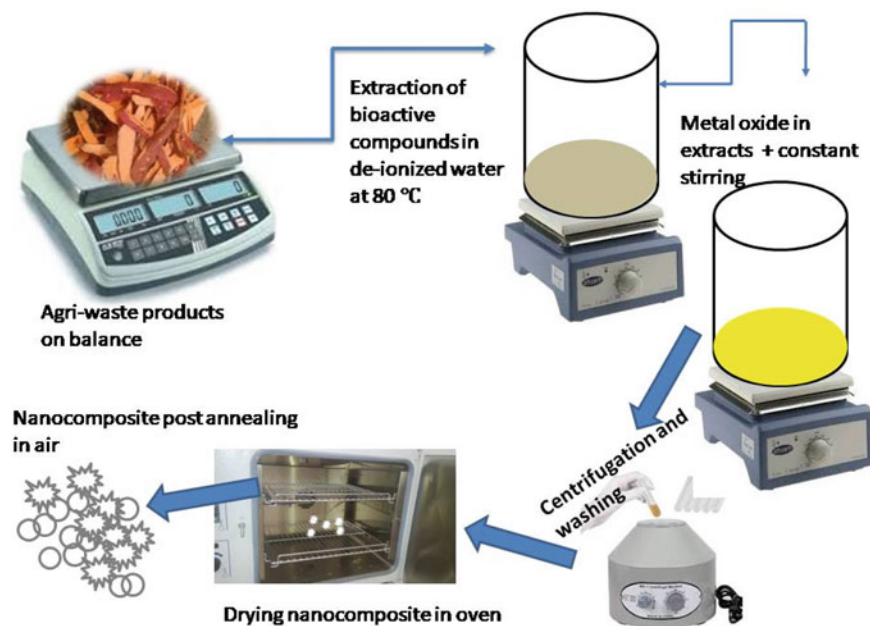 Extraction of
bioactive
compounds in
de-ionized water
at 80 °C
Metal oxide in
extracts + constant
stirring
Agri-waste products
on balance
Centrifugation and
washing
Nanocomposite post annealing
in air
Drying nanocomposite in oven